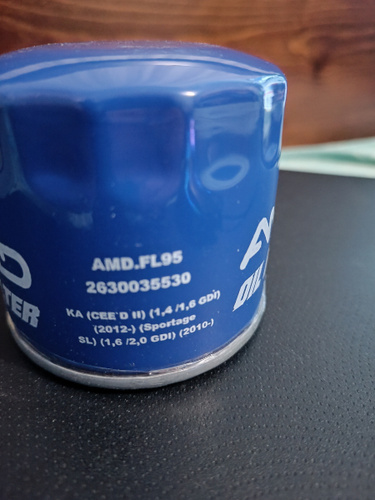 AMD.FL95
2630035530
KA (CEE'D II) (1,4 /1,6 GDI)
(2012-) (Sportage
SL) (1,6 /2,0 GDI) (2010-)
OIL